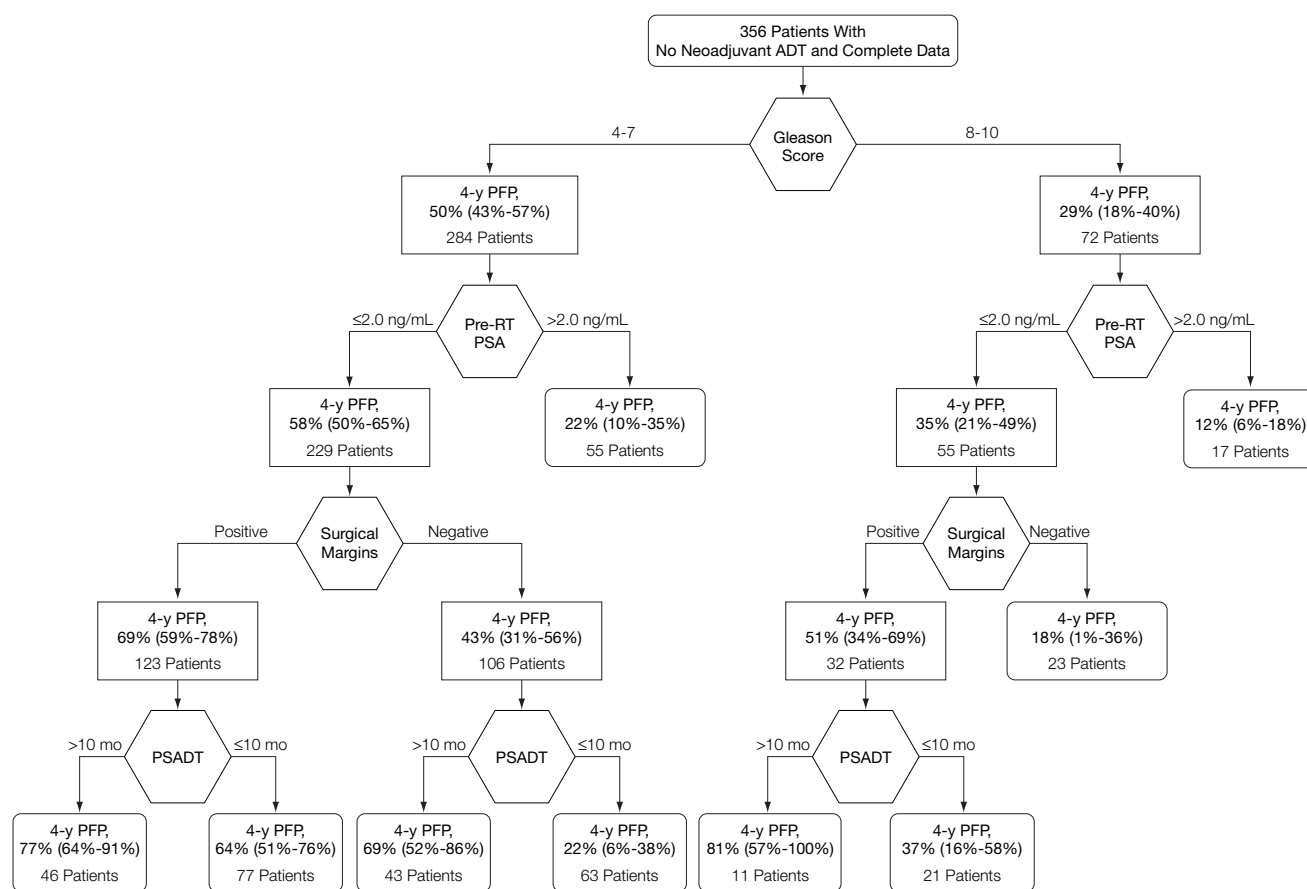 356 Patients With
No Neoadjuvant ADT and Complete Data
Gleason
Score
4-7
8-10
4-y PFP,
50% (43%-57%)
284 Patients
4-y PFP,
29% (18%-40%)
72 Patients
Pre-RT
PSA
≤2.0 ng/mL
>2.0 ng/mL
Pre-RT
PSA
≤2.0 ng/mL
>2.0 ng/mL
4-y PFP,
58% (50%-65%)
229 Patients
4-y PFP,
22% (10%-35%)
55 Patients
4-y PFP,
35% (21%-49%)
55 Patients
4-y PFP,
12% (6%-18%)
17 Patients
Surgical
Margins
Positive
Negative
Surgical
Margins
Positive
Negative
4-y PFP,
69% (59%-78%)
123 Patients
4-y PFP,
43% (31%-56%)
106 Patients
4-y PFP,
51% (34%-69%)
32 Patients
4-y PFP,
18% (1%-36%)
23 Patients
>10 mo
PSADT
≤10 mo
>10 mo
PSADT
≤10 mo
>10 mo
PSADT
≤10 mo
4-y PFP,
77% (64%-91%)
46 Patients
4-y PFP,
64% (51%-76%)
77 Patients
4-y PFP,
69% (52%-86%)
43 Patients
4-y PFP,
22% (6%-38%)
63 Patients
4-y PFP,
81% (57%-100%)
11 Patients
4-y PFP,
37% (16%-58%)
21 Patients